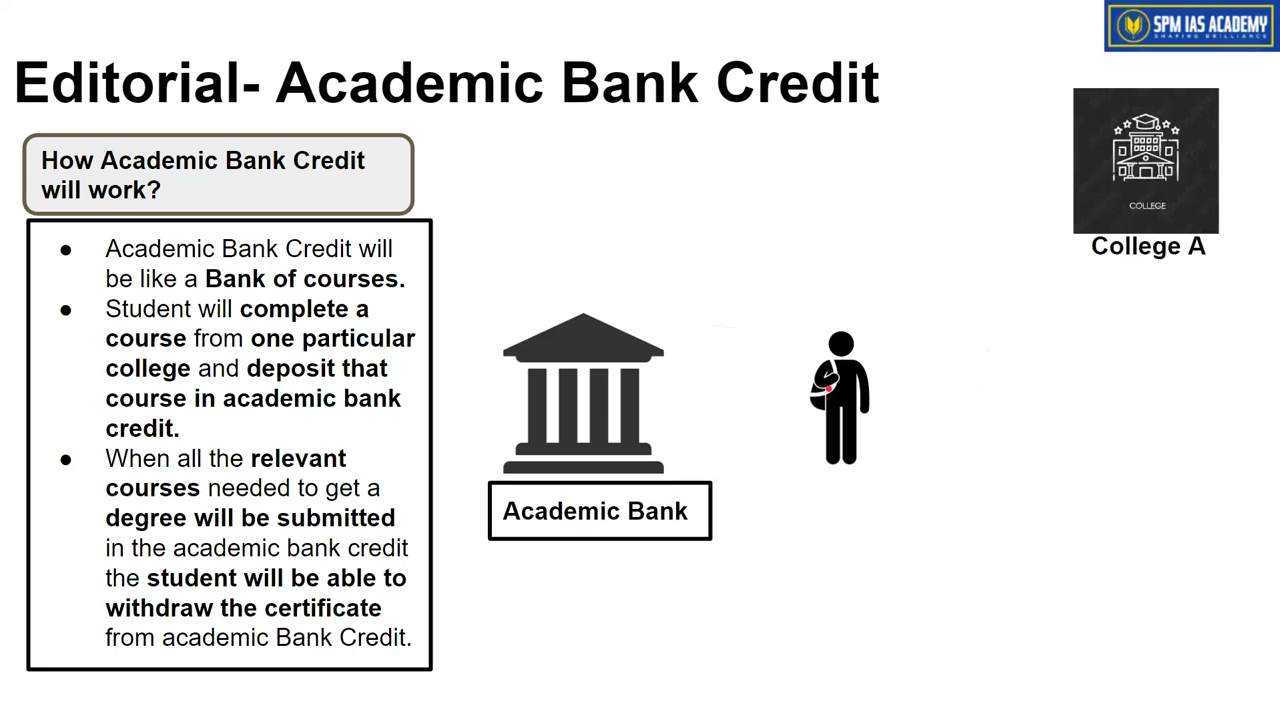 SPM IAS ACADEMY
SHAPING BRILLIANCE
Editorial- Academic Bank Credit
How Academic Bank Credit
will work?
● Academic Bank Credit will
be like a Bank of courses.
● Student will complete a
course from one particular
college and deposit that
course in academic bank
credit.
● When all the relevant
courses needed to get a
degree will be submitted
in the academic bank credit
the student will be able to
withdraw the certificate
from academic Bank Credit.
Academic Bank
COLLEGE
College A